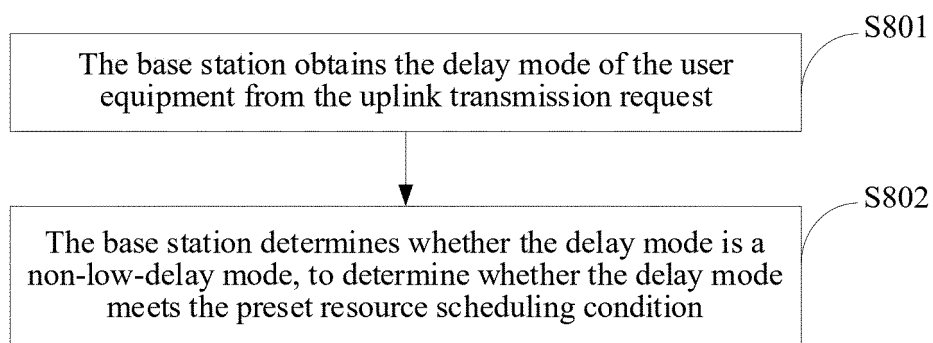 S801
The base station obtains the delay mode of the user
equipment from the uplink transmission request
S802
The base station determines whether the delay mode is a
non-low-delay mode, to determine whether the delay mode
meets the preset resource scheduling condition